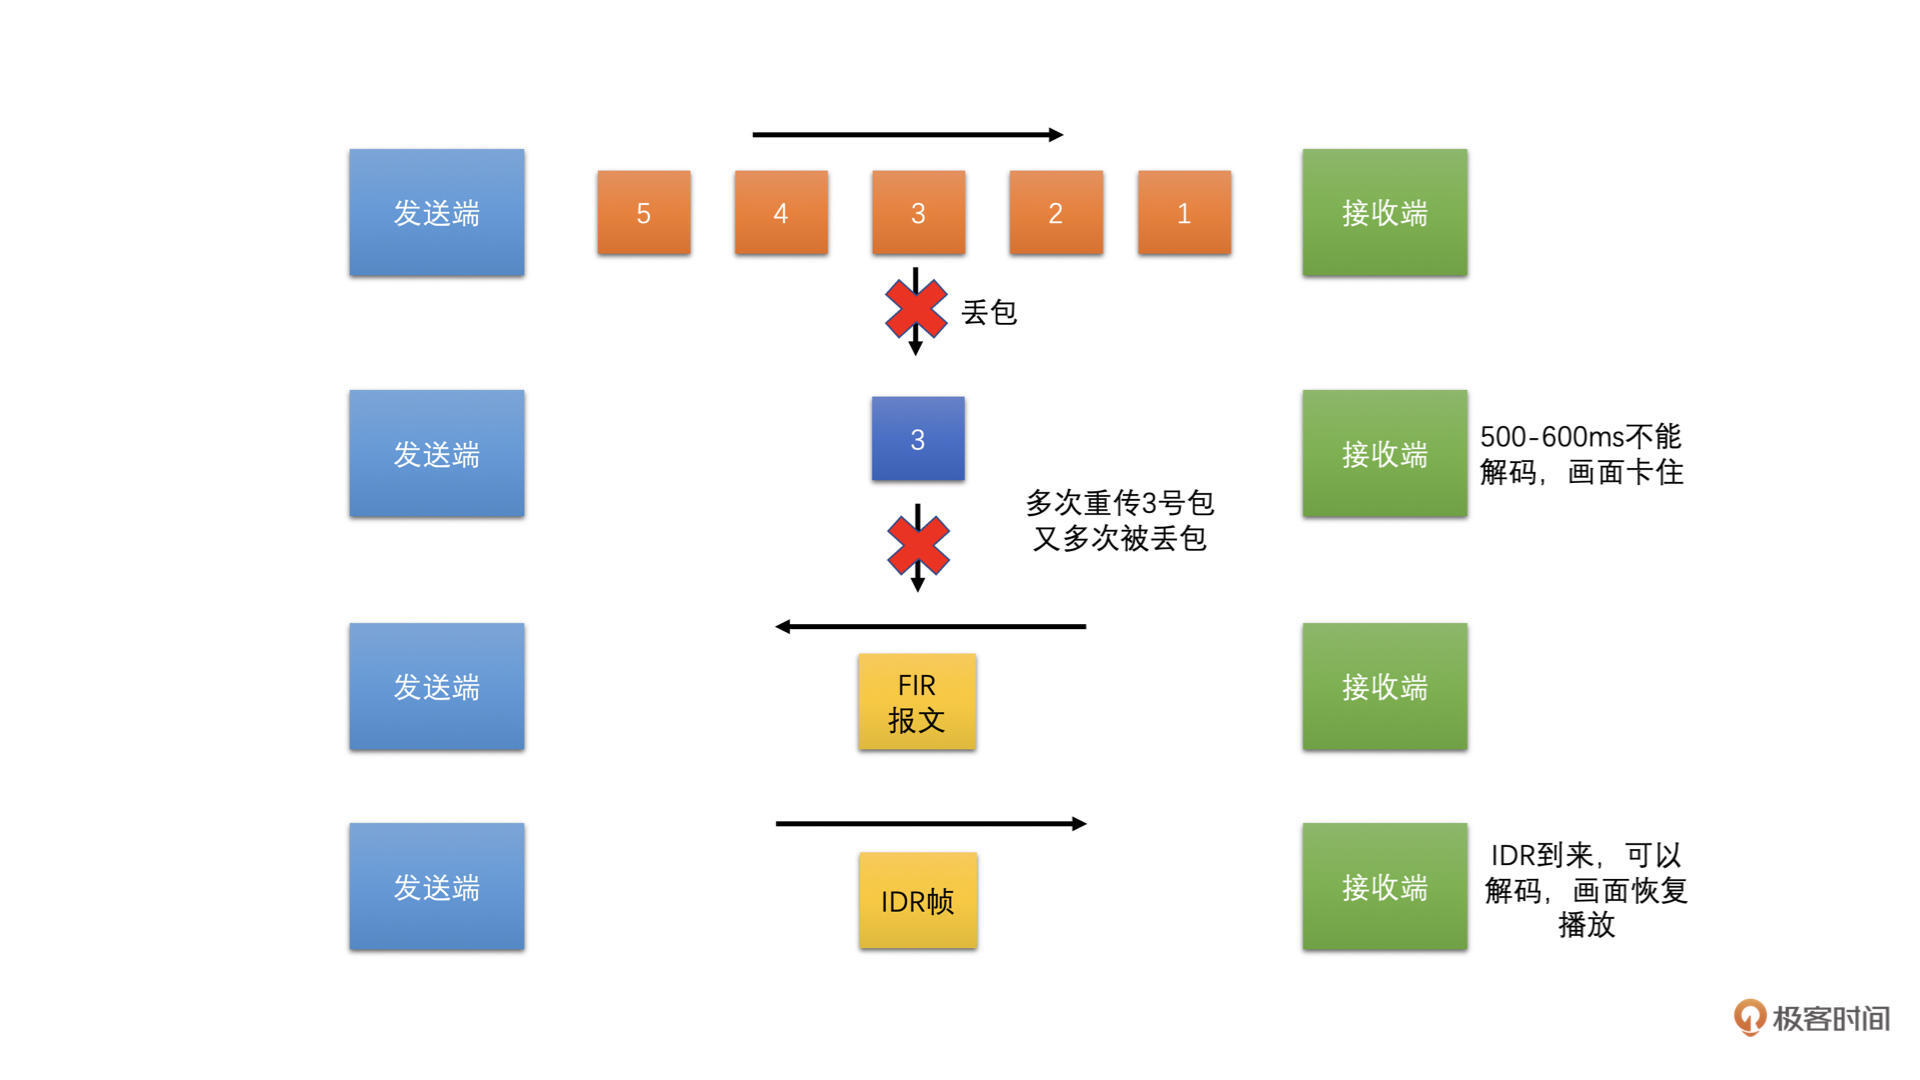 发送端
5
4
3
2
1
接收端
丢包
发送端
3
接收端
500-600ms不能
解码，画面卡住
多次重传3号包
又多次被丢包
发送端
FIR
报文
接收端
发送端
IDR帧
接收端
IDR到来，可以
解码，画面恢复
播放
极客时间